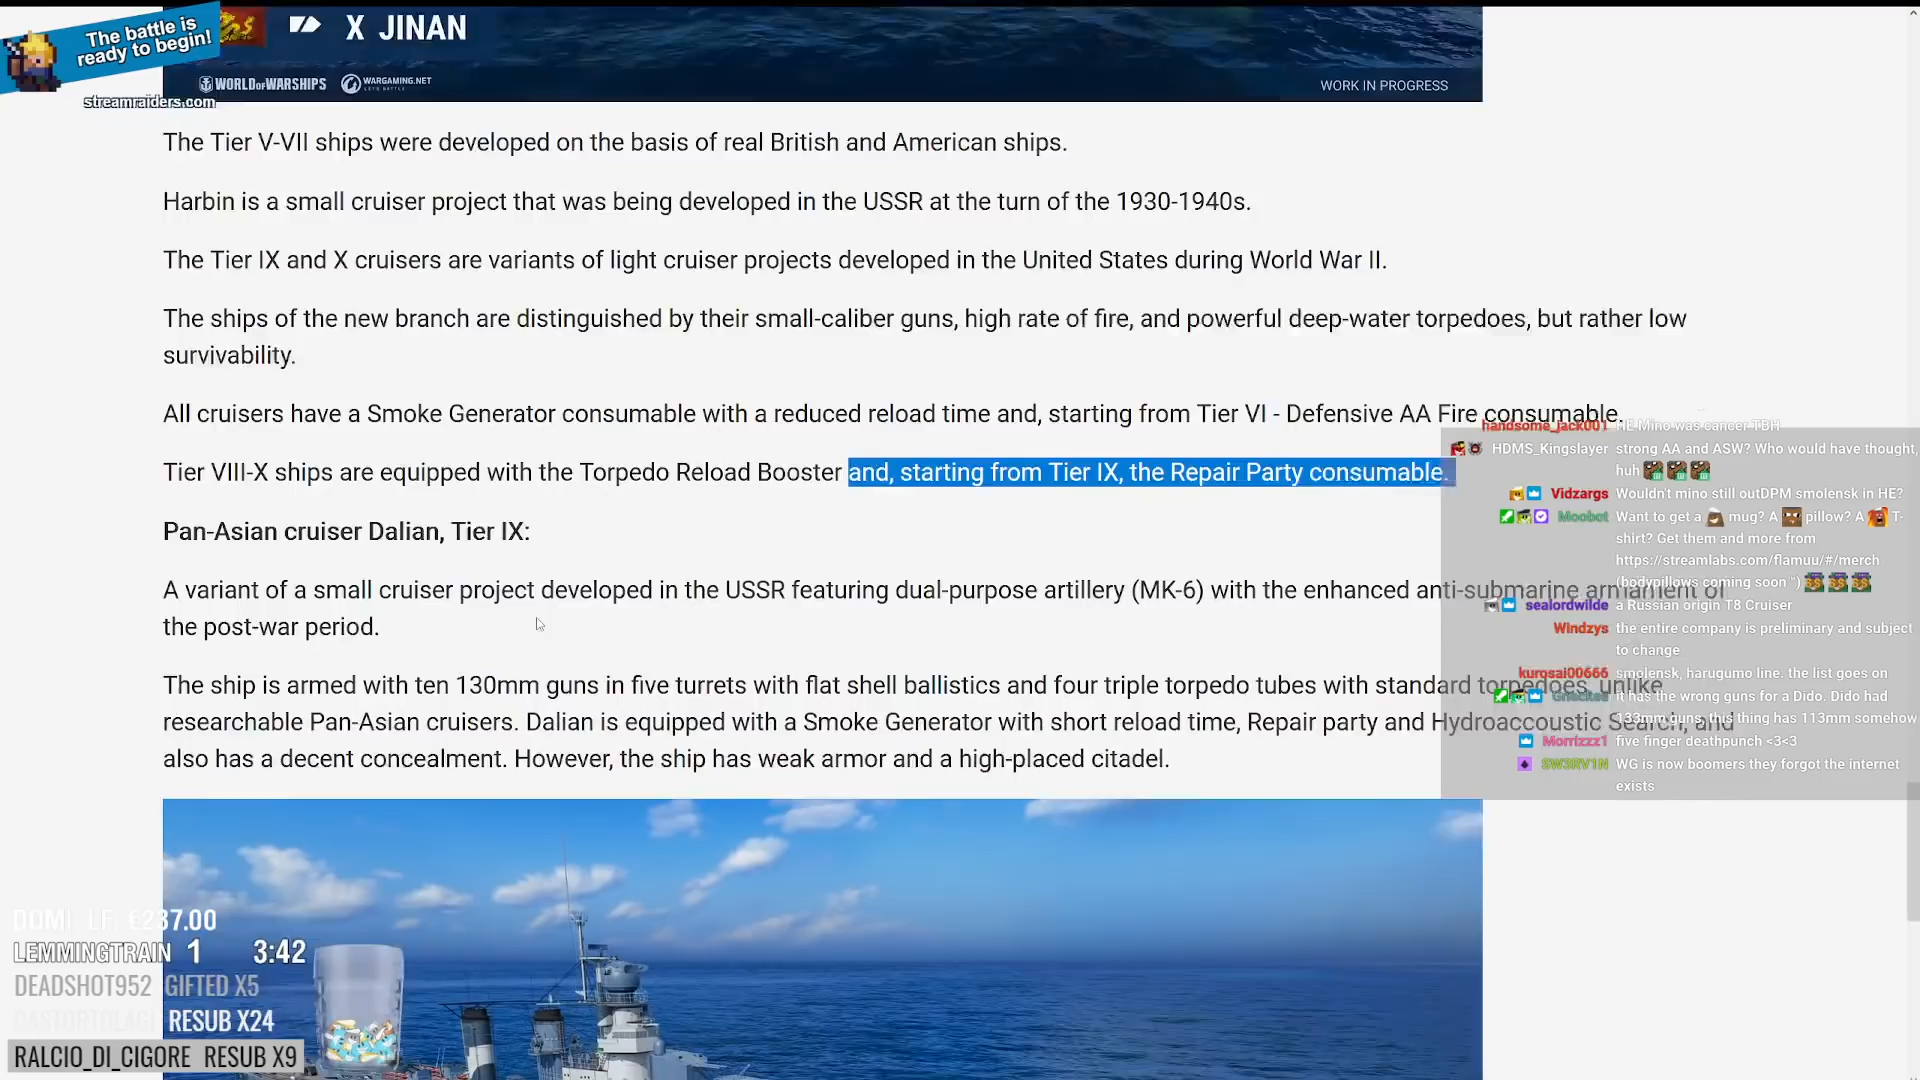 The battle is
ready to begin!
streamraiders.com
X JINAN
WORLD OF WARSHIPS
WARGAMING.NET
LET'S BATTLE
WORK IN PROGRESS
The Tier V-VII ships were developed on the basis of real British and American ships.
Harbin is a small cruiser project that was being developed in the USSR at the turn of the 1930-1940s.
The Tier IX and X cruisers are variants of light cruiser projects developed in the United States during World War II.
The ships of the new branch are distinguished by their small-caliber guns, high rate of fire, and powerful deep-water torpedoes, but rather low
survivability.
All cruisers have a Smoke Generator consumable with a reduced reload time and, starting from Tier VI - Defensive AA Fire consumable.
Tier VIII-X ships are equipped with the Torpedo Reload Booster and, starting from Tier IX, the Repair Party consumable.
Pan-Asian cruiser Dalian, Tier IX:
A variant of a small cruiser project developed in the USSR featuring dual-purpose artillery (MK-6) with the enhanced anti-submarine armament of
the post-war period.
The ship is armed with ten 130mm guns in five turrets with flat shell ballistics and four triple torpedo tubes with standard torpedoes, unlike
researchable Pan-Asian cruisers. Dalian is equipped with a Smoke Generator with short reload time, Repair party and Hydroaccoustic Search, and
also has a decent concealment. However, the ship has weak armor and a high-placed citadel.
handsome_jack001 HE Mino was cancer TBH
HDMS_Kingslayer strong AA and ASW? Who would have thought,
huh
Vidzargs Wouldn't mino still outDPM smolensk in HE?
Moobot Want to get a mug? A pillow? A T-
shirt? Get them and more from
https://streamlabs.com/flamuu/#/merch
(bodypillows coming soon™)
sealordwilde a Russian origin T8 Cruiser
Windzys the entire company is preliminary and subject
to change
kurosai00666 smolensk, harugumo line. the list goes on
it has the wrong guns for a Dido. Dido had
133mm guns, this thing has 113mm somehow
Morrizzz1 five finger deathpunch <3<3
SW3RV1N WG is now boomers they forgot the internet
exists
€237.00
LEMMINGTRAIN 1 3:42
DEADSHOT952 GIFTED X5
RESUB X24
RALCIO_DI_CIGORE RESUB X9